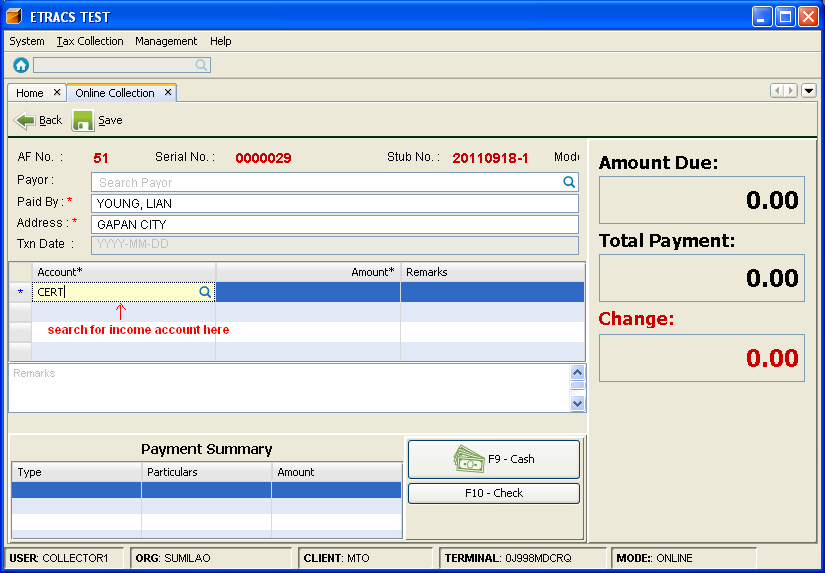 ETRACS TEST
System Tax Collection Management Help
Home Online Collection
Back Save
AF No. : 51 Serial No. : 0000029 Stub No. : 20110918-1 Mode
Payor : Search Payor
Paid By : * YOUNG, LIAN
Address : * GAPAN CITY
Txn Date : YYYY-MM-DD
Account* Amount* Remarks
* CERT
search for income account here
Remarks
Amount Due:
0.00
Total Payment:
0.00
Change:
0.00
Payment Summary
Type Particulars Amount
F9 - Cash
F10 - Check
USER: COLLECTOR1 ORG: SUMILAO CLIENT: MTO TERMINAL: 0J998MDCRQ MODE: ONLINE